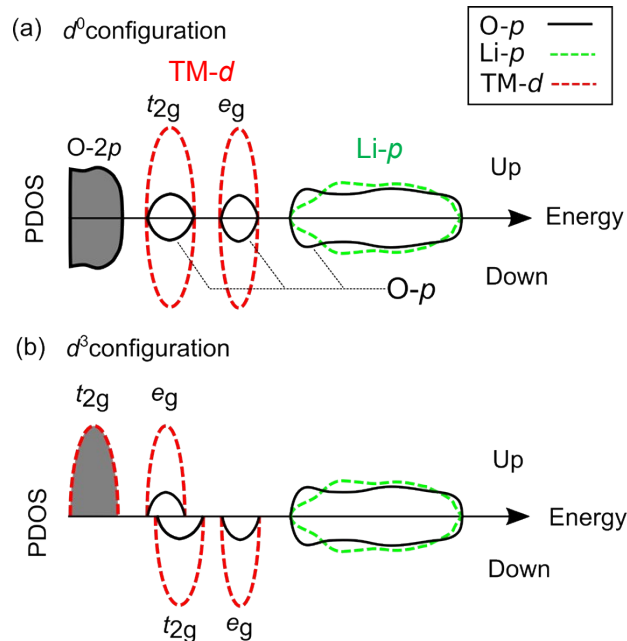 (a) d⁰configuration
O-p
Li-p
TM-d
TM-d
t2g eg
O-2p
Li-p
Up
PDOS
Energy
Down
O-p
(b) d³configuration
t2g eg
Up
PDOS
Energy
Down
t2g eg